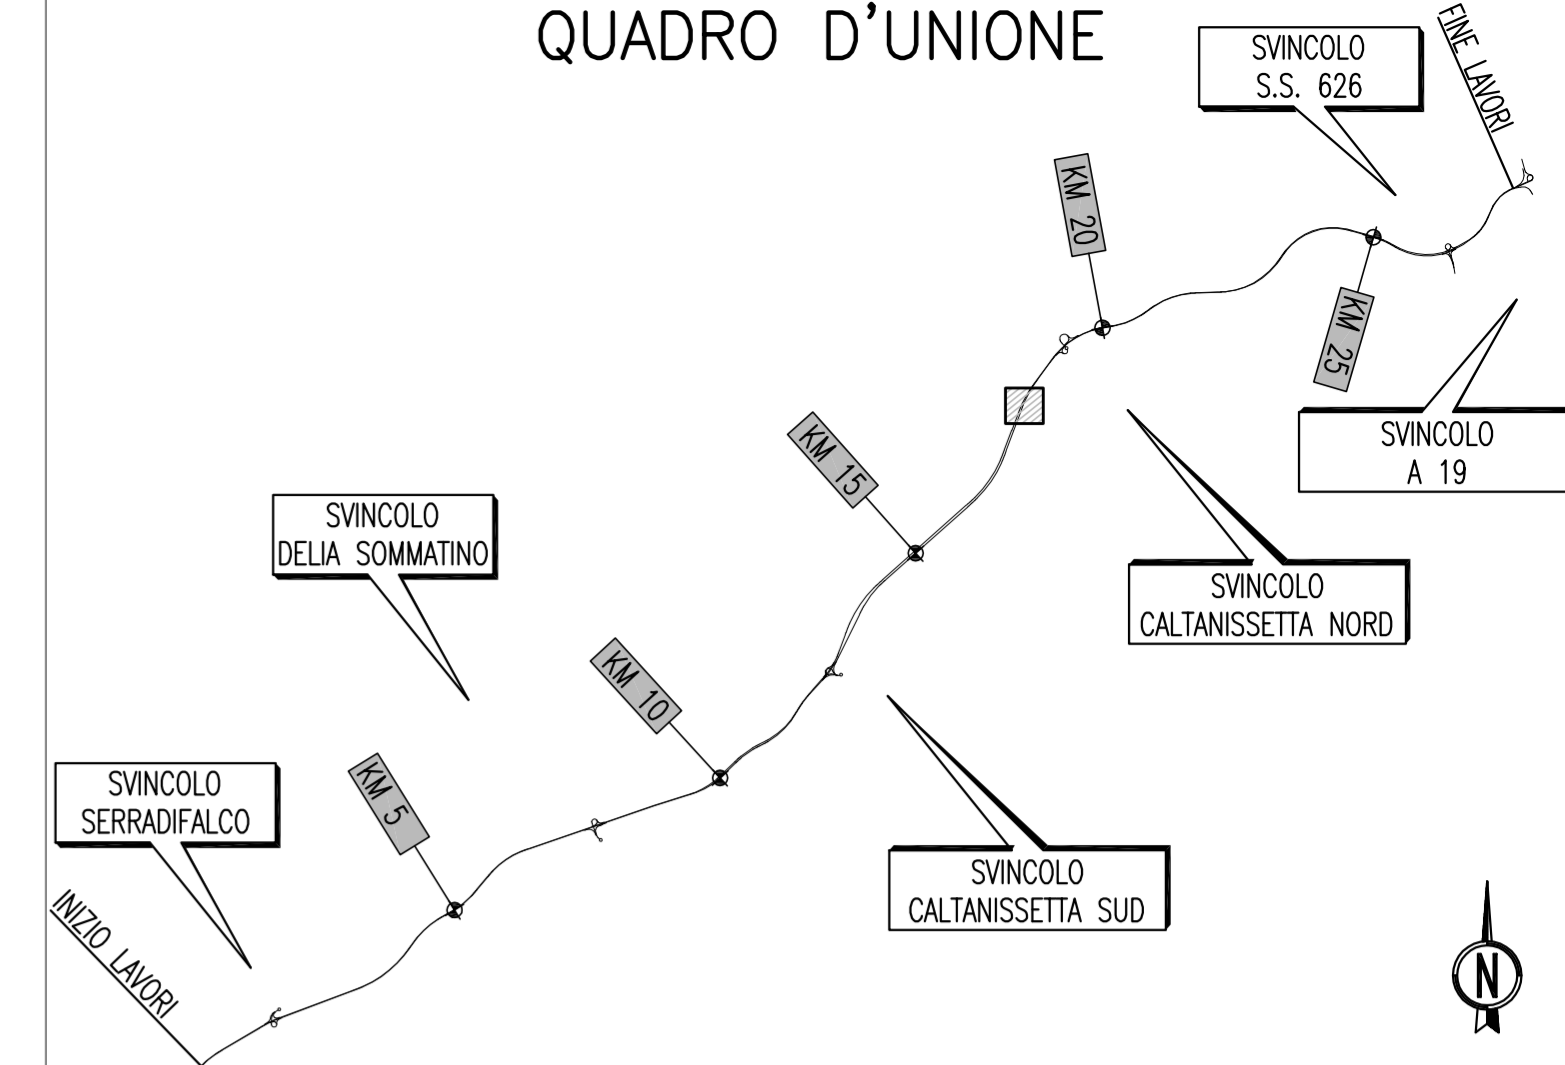 QUADRO D'UNIONE
SVINCOLO
S.S. 626
FINE LAVORI
KM 20
KM 25
SVINCOLO
A 19
KM 15
SVINCOLO
DELIA SOMMATINO
SVINCOLO
CALTANISSETTA NORD
KM 10
SVINCOLO
SERRADIFALCO
KM 5
SVINCOLO
CALTANISSETTA SUD
INIZIO LAVORI
N